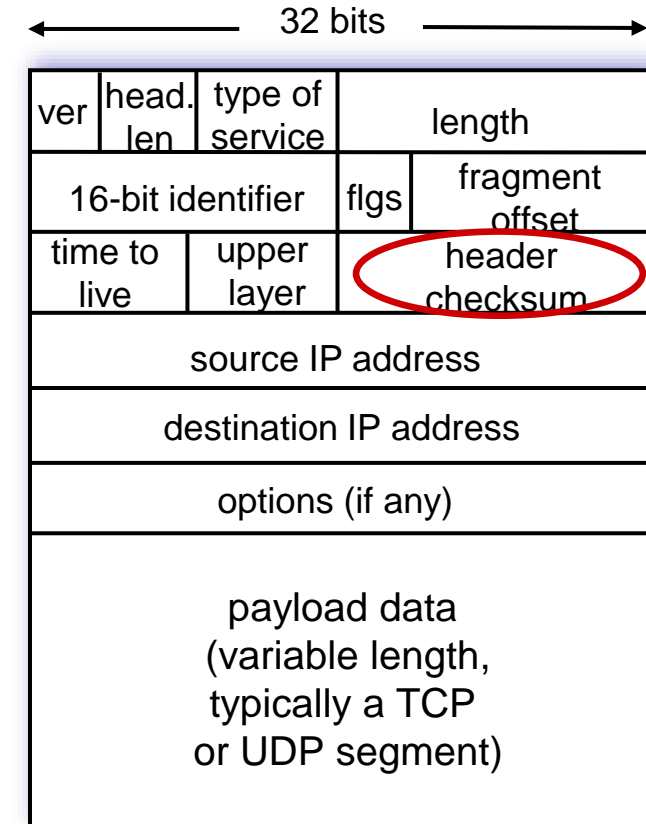 32 bits
ver
head.
len
type of
service
length
16-bit identifier
flgs
fragment
offset
time to
live
upper
layer
header
checksum
source IP address
destination IP address
options (if any)
payload data
(variable length,
typically a TCP
or UDP segment)